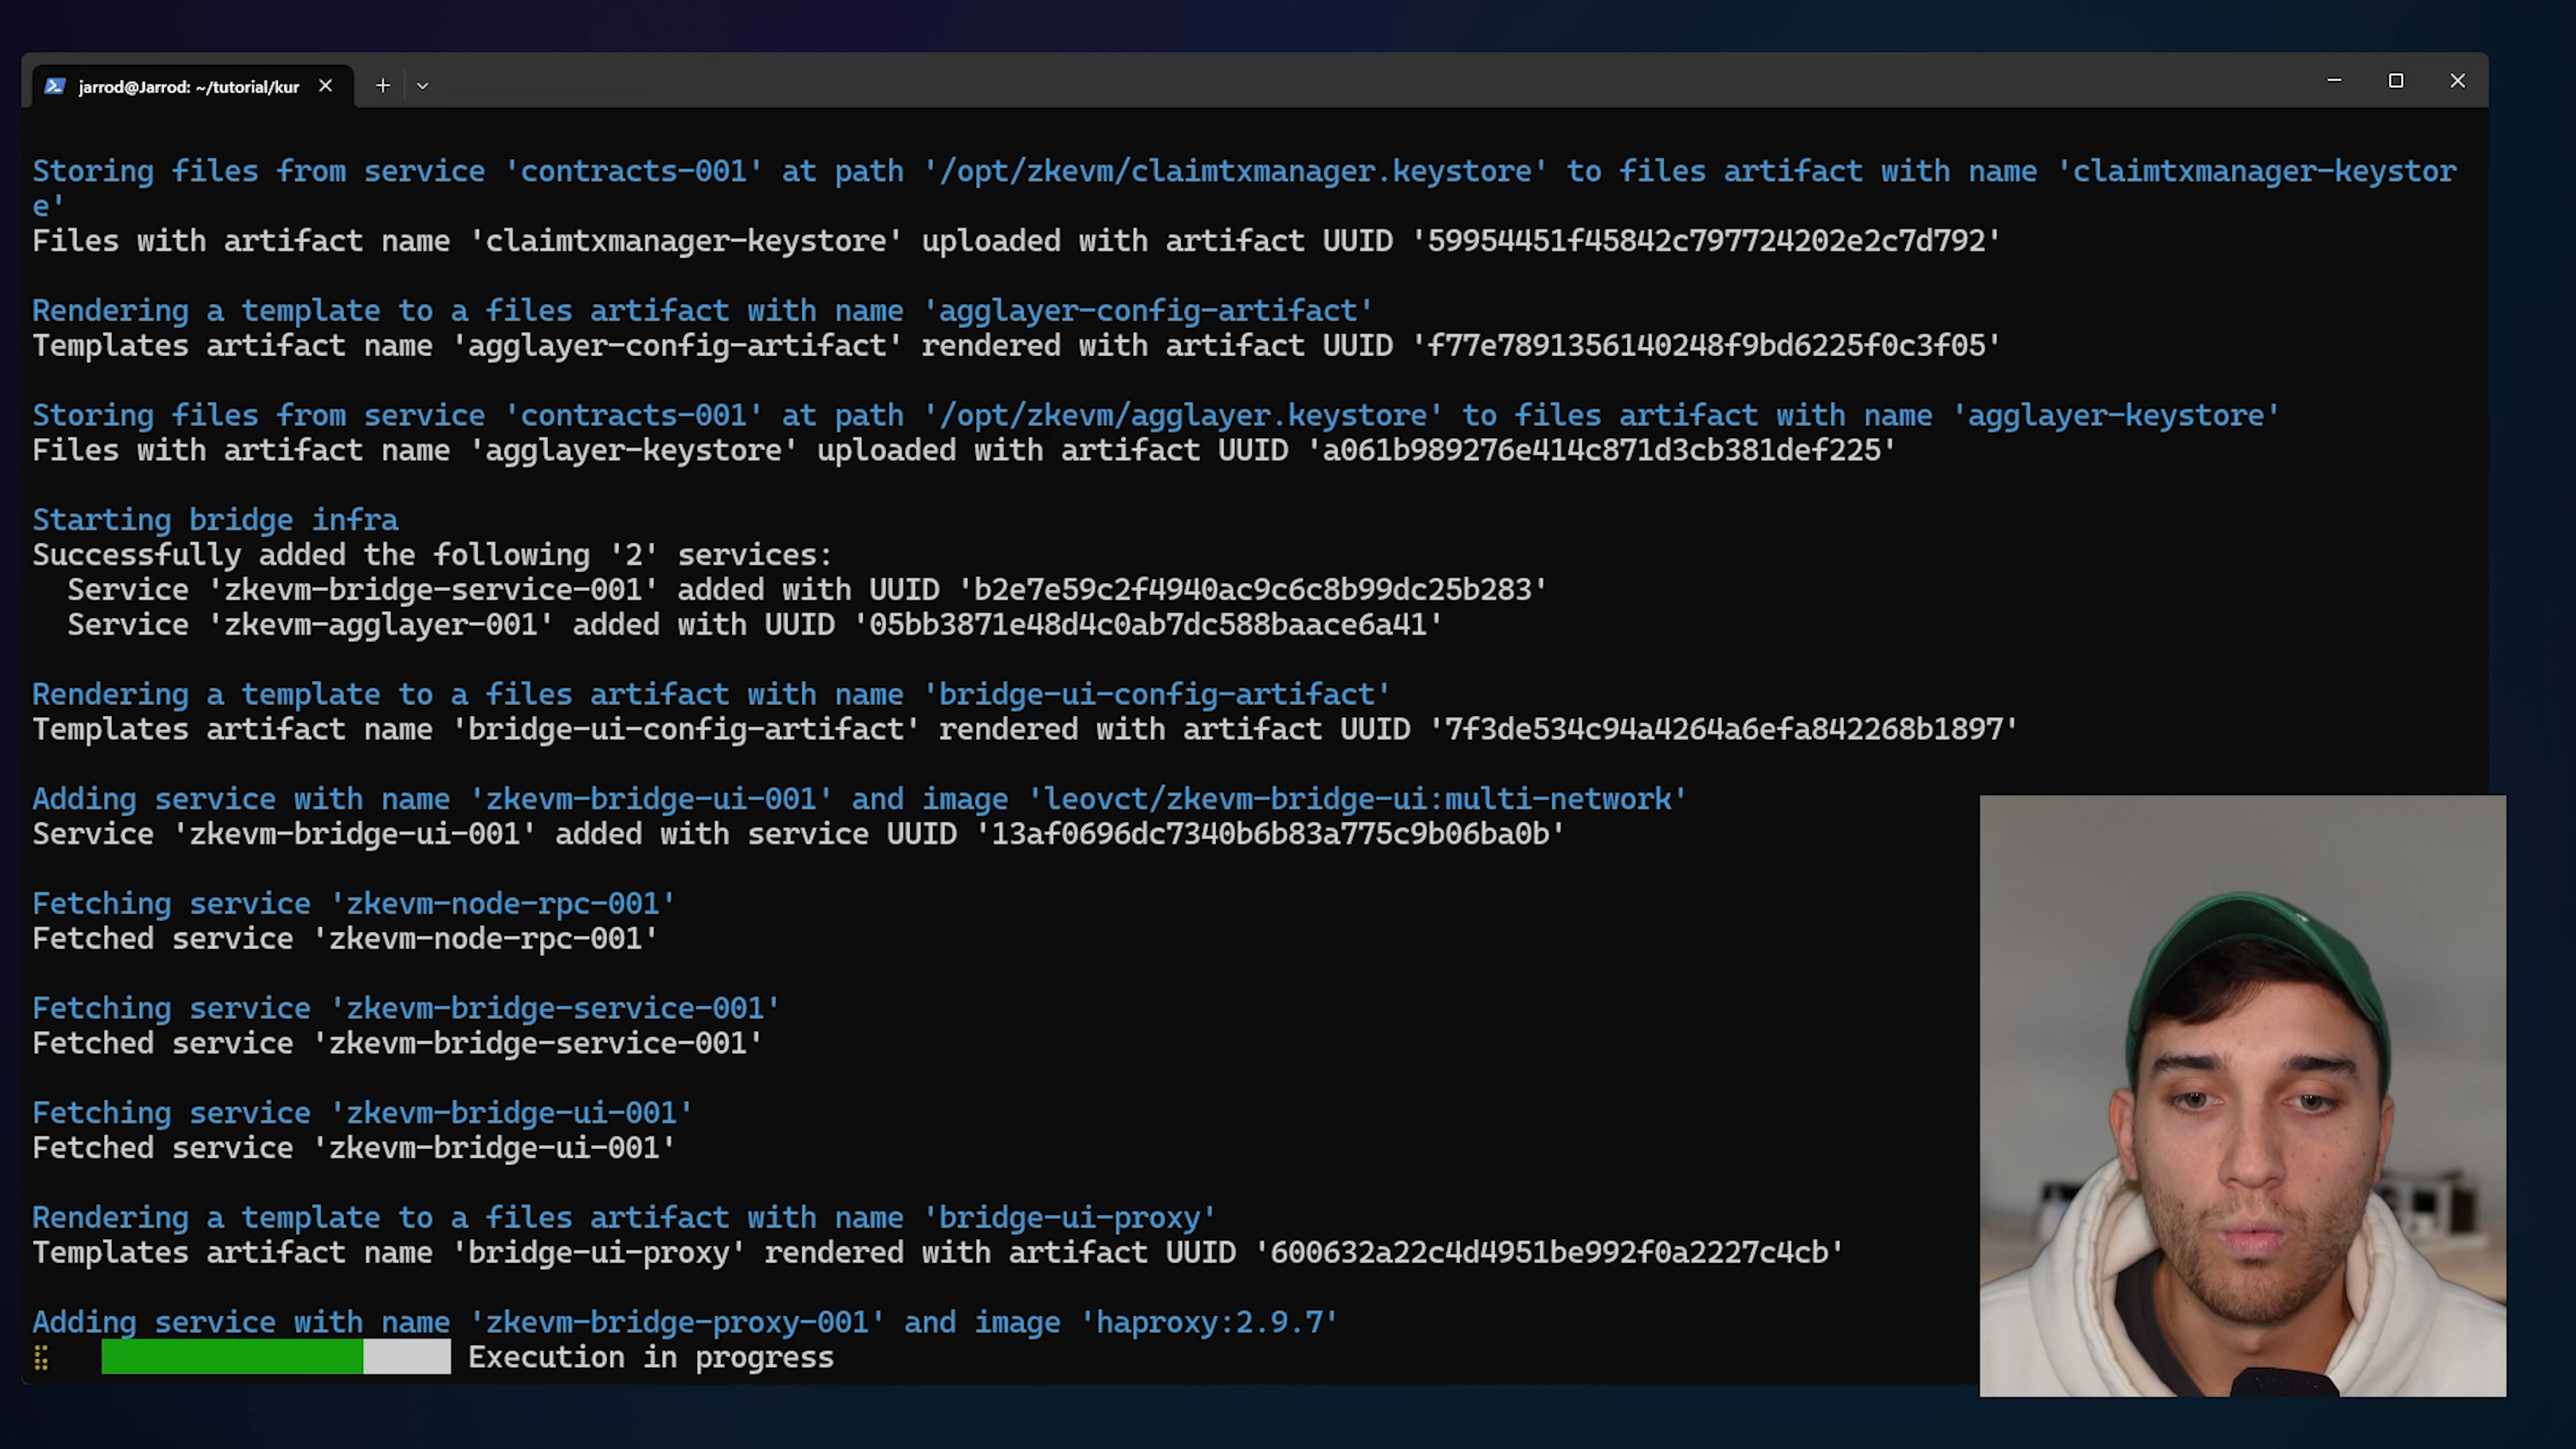 jarrod@Jarrod: ~/tutorial/kur
Storing files from service 'contracts-001' at path '/opt/zkevm/claimtxmanager.keystore' to files artifact with name 'claimtxmanager-keystor
e'
Files with artifact name 'claimtxmanager-keystore' uploaded with artifact UUID '59954451f45842c797724202e2c7d792'
Rendering a template to a files artifact with name 'agglayer-config-artifact'
Templates artifact name 'agglayer-config-artifact' rendered with artifact UUID 'f77e7891356140248f9bd6225f0c3f05'
Storing files from service 'contracts-001' at path '/opt/zkevm/agglayer.keystore' to files artifact with name 'agglayer-keystore'
Files with artifact name 'agglayer-keystore' uploaded with artifact UUID 'a061b989276e414c871d3cb381def225'
Starting bridge infra
Successfully added the following '2' services:
  Service 'zkevm-bridge-service-001' added with UUID 'b2e7e59c2f4940ac9c6c8b99dc25b283'
  Service 'zkevm-agglayer-001' added with UUID '05bb3871e48d4c0ab7dc588baace6a41'
Rendering a template to a files artifact with name 'bridge-ui-config-artifact'
Templates artifact name 'bridge-ui-config-artifact' rendered with artifact UUID '7f3de534c94a4264a6efa842268b1897'
Adding service with name 'zkevm-bridge-ui-001' and image 'leovct/zkevm-bridge-ui:multi-network'
Service 'zkevm-bridge-ui-001' added with service UUID '13af0696dc7340b6b83a775c9b06ba0b'
Fetching service 'zkevm-node-rpc-001'
Fetched service 'zkevm-node-rpc-001'
Fetching service 'zkevm-bridge-service-001'
Fetched service 'zkevm-bridge-service-001'
Fetching service 'zkevm-bridge-ui-001'
Fetched service 'zkevm-bridge-ui-001'
Rendering a template to a files artifact with name 'bridge-ui-proxy'
Templates artifact name 'bridge-ui-proxy' rendered with artifact UUID '600632a22c4d4951be992f0a2227c4cb'
Adding service with name 'zkevm-bridge-proxy-001' and image 'haproxy:2.9.7'
Execution in progress